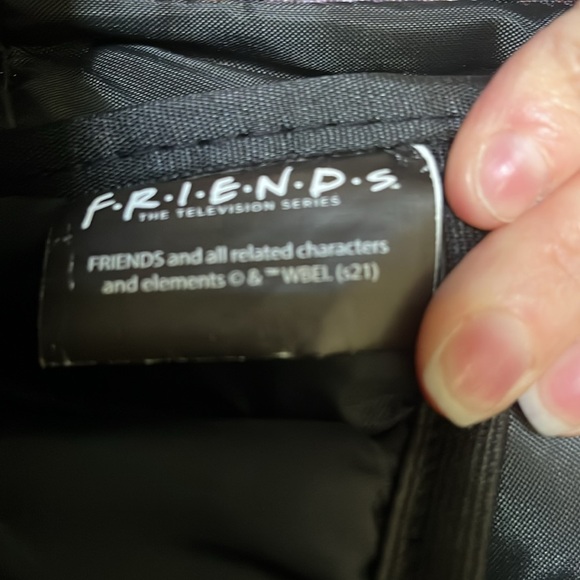 F·R·I·E·N·D·S
THE TELEVISION SERIES
FRIENDS and all related characters
and elements © & ™ WBEI. (s21)